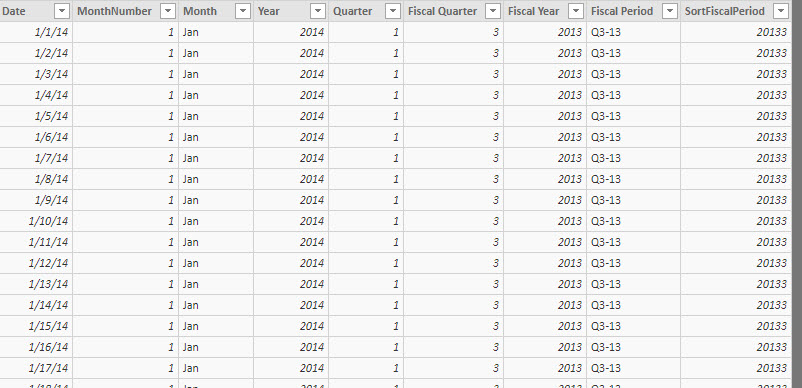 Date MonthNumber Month Year Quarter Fiscal Quarter Fiscal Year Fiscal Period SortFiscalPeriod
1/1/14 1 Jan 2014 1 3 2013 Q3-13 20133
1/2/14 1 Jan 2014 1 3 2013 Q3-13 20133
1/3/14 1 Jan 2014 1 3 2013 Q3-13 20133
1/4/14 1 Jan 2014 1 3 2013 Q3-13 20133
1/5/14 1 Jan 2014 1 3 2013 Q3-13 20133
1/6/14 1 Jan 2014 1 3 2013 Q3-13 20133
1/7/14 1 Jan 2014 1 3 2013 Q3-13 20133
1/8/14 1 Jan 2014 1 3 2013 Q3-13 20133
1/9/14 1 Jan 2014 1 3 2013 Q3-13 20133
1/10/14 1 Jan 2014 1 3 2013 Q3-13 20133
1/11/14 1 Jan 2014 1 3 2013 Q3-13 20133
1/12/14 1 Jan 2014 1 3 2013 Q3-13 20133
1/13/14 1 Jan 2014 1 3 2013 Q3-13 20133
1/14/14 1 Jan 2014 1 3 2013 Q3-13 20133
1/15/14 1 Jan 2014 1 3 2013 Q3-13 20133
1/16/14 1 Jan 2014 1 3 2013 Q3-13 20133
1/17/14 1 Jan 2014 1 3 2013 Q3-13 20133